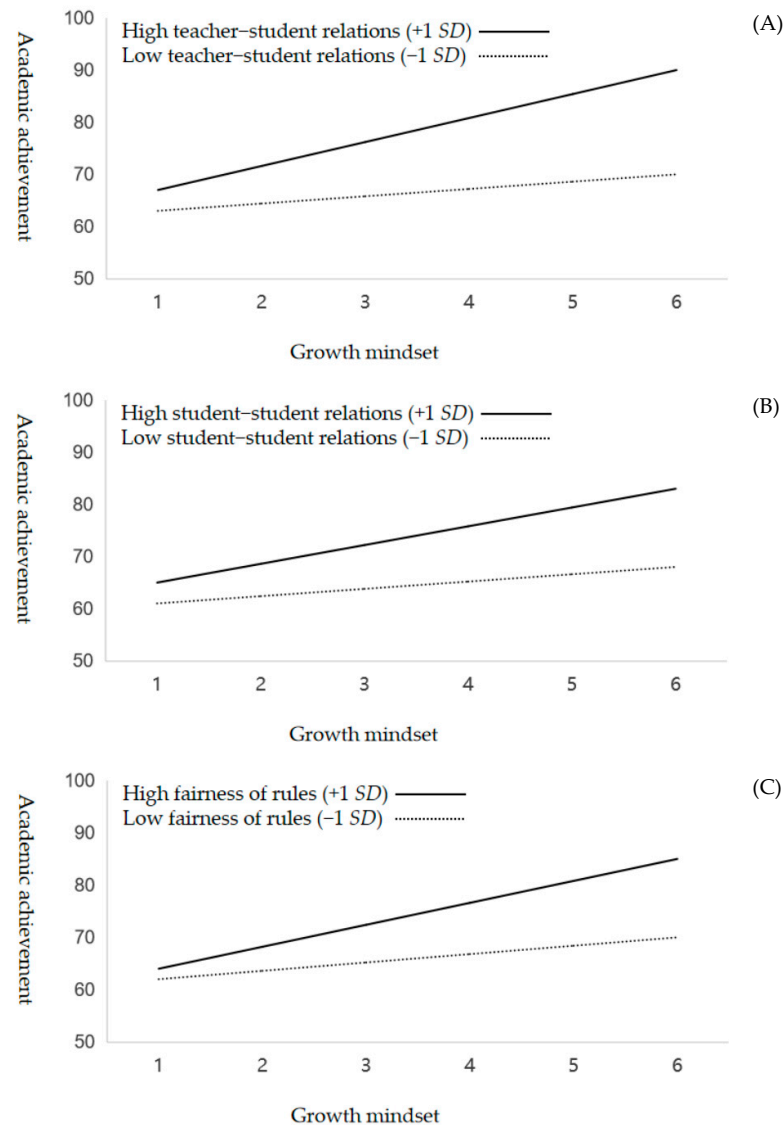 (A)
Academic achievement
100
90
80
70
60
50
High teacher–student relations (+1 SD)
Low teacher–student relations (−1 SD)
1 2 3 4 5 6
Growth mindset
(B)
Academic achievement
100
90
80
70
60
50
High student–student relations (+1 SD)
Low student–student relations (−1 SD)
1 2 3 4 5 6
Growth mindset
(C)
Academic achievement
100
90
80
70
60
50
High fairness of rules (+1 SD)
Low fairness of rules (−1 SD)
1 2 3 4 5 6
Growth mindset